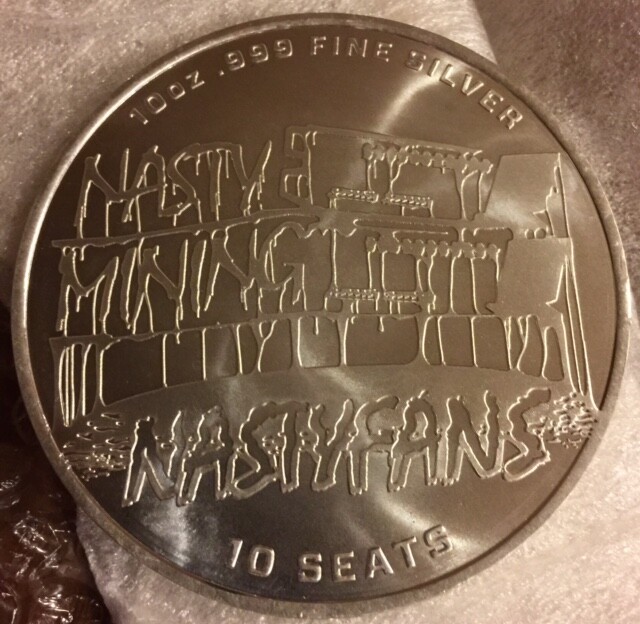 10oz .999 FINE SILVER
NASTY
MINING
NASTYFANS
10 SEATS